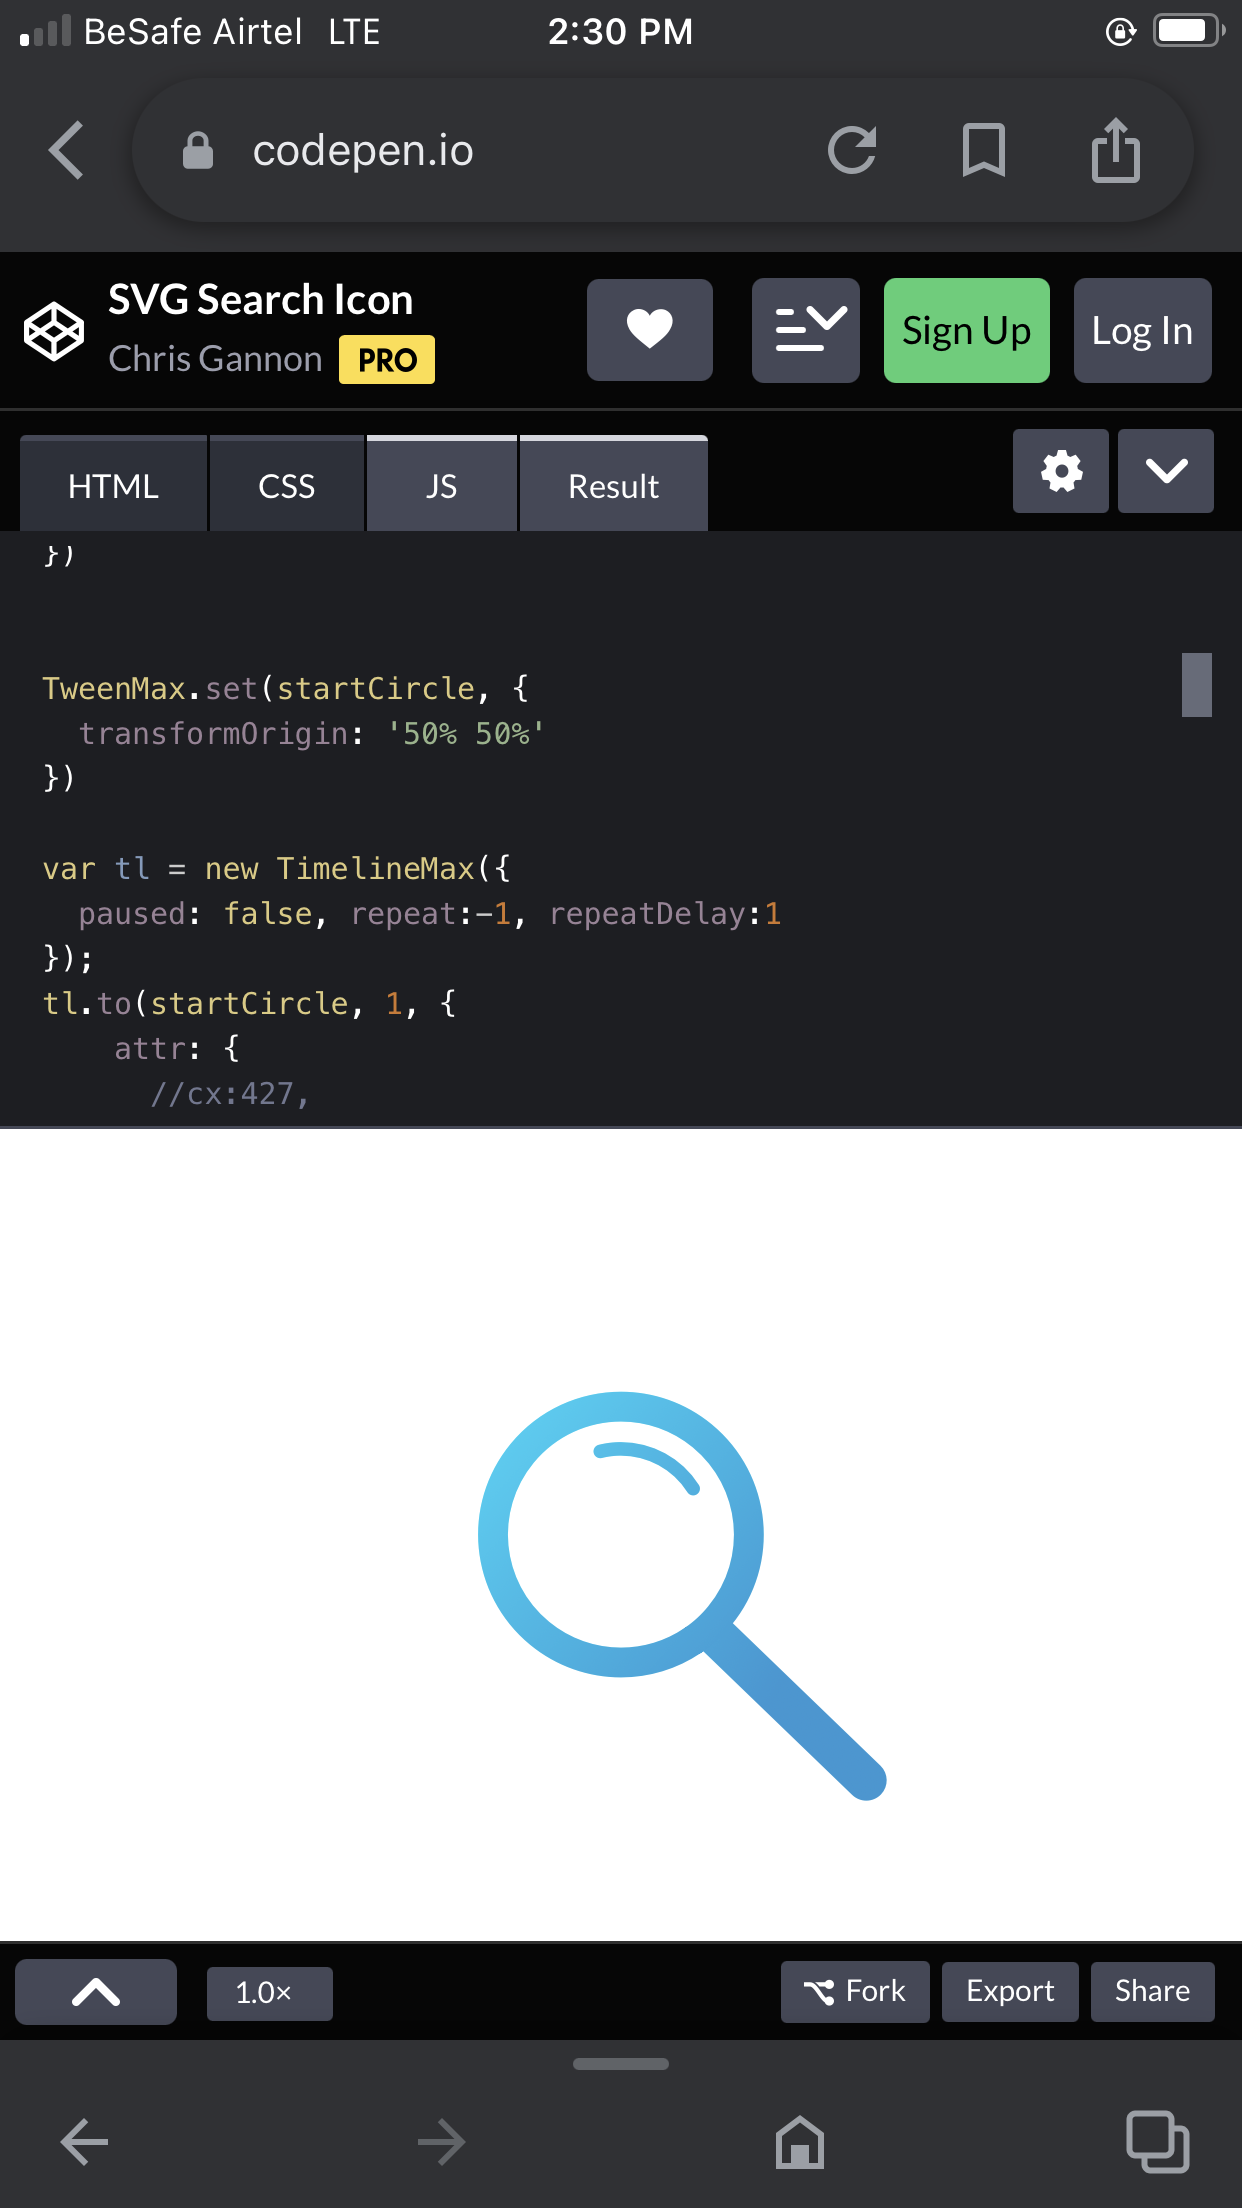 BeSafe Airtel LTE 2:30 PM
codepen.io
SVG Search Icon
Chris Gannon PRO
Sign Up
Log In
HTML CSS JS Result
})
TweenMax.set(startCircle, {
  transformOrigin: '50% 50%'
})
var tl = new TimelineMax({
  paused: false, repeat:-1, repeatDelay:1
});
tl.to(startCircle, 1, {
    attr: {
      //cx:427,
1.0×
Fork Export Share